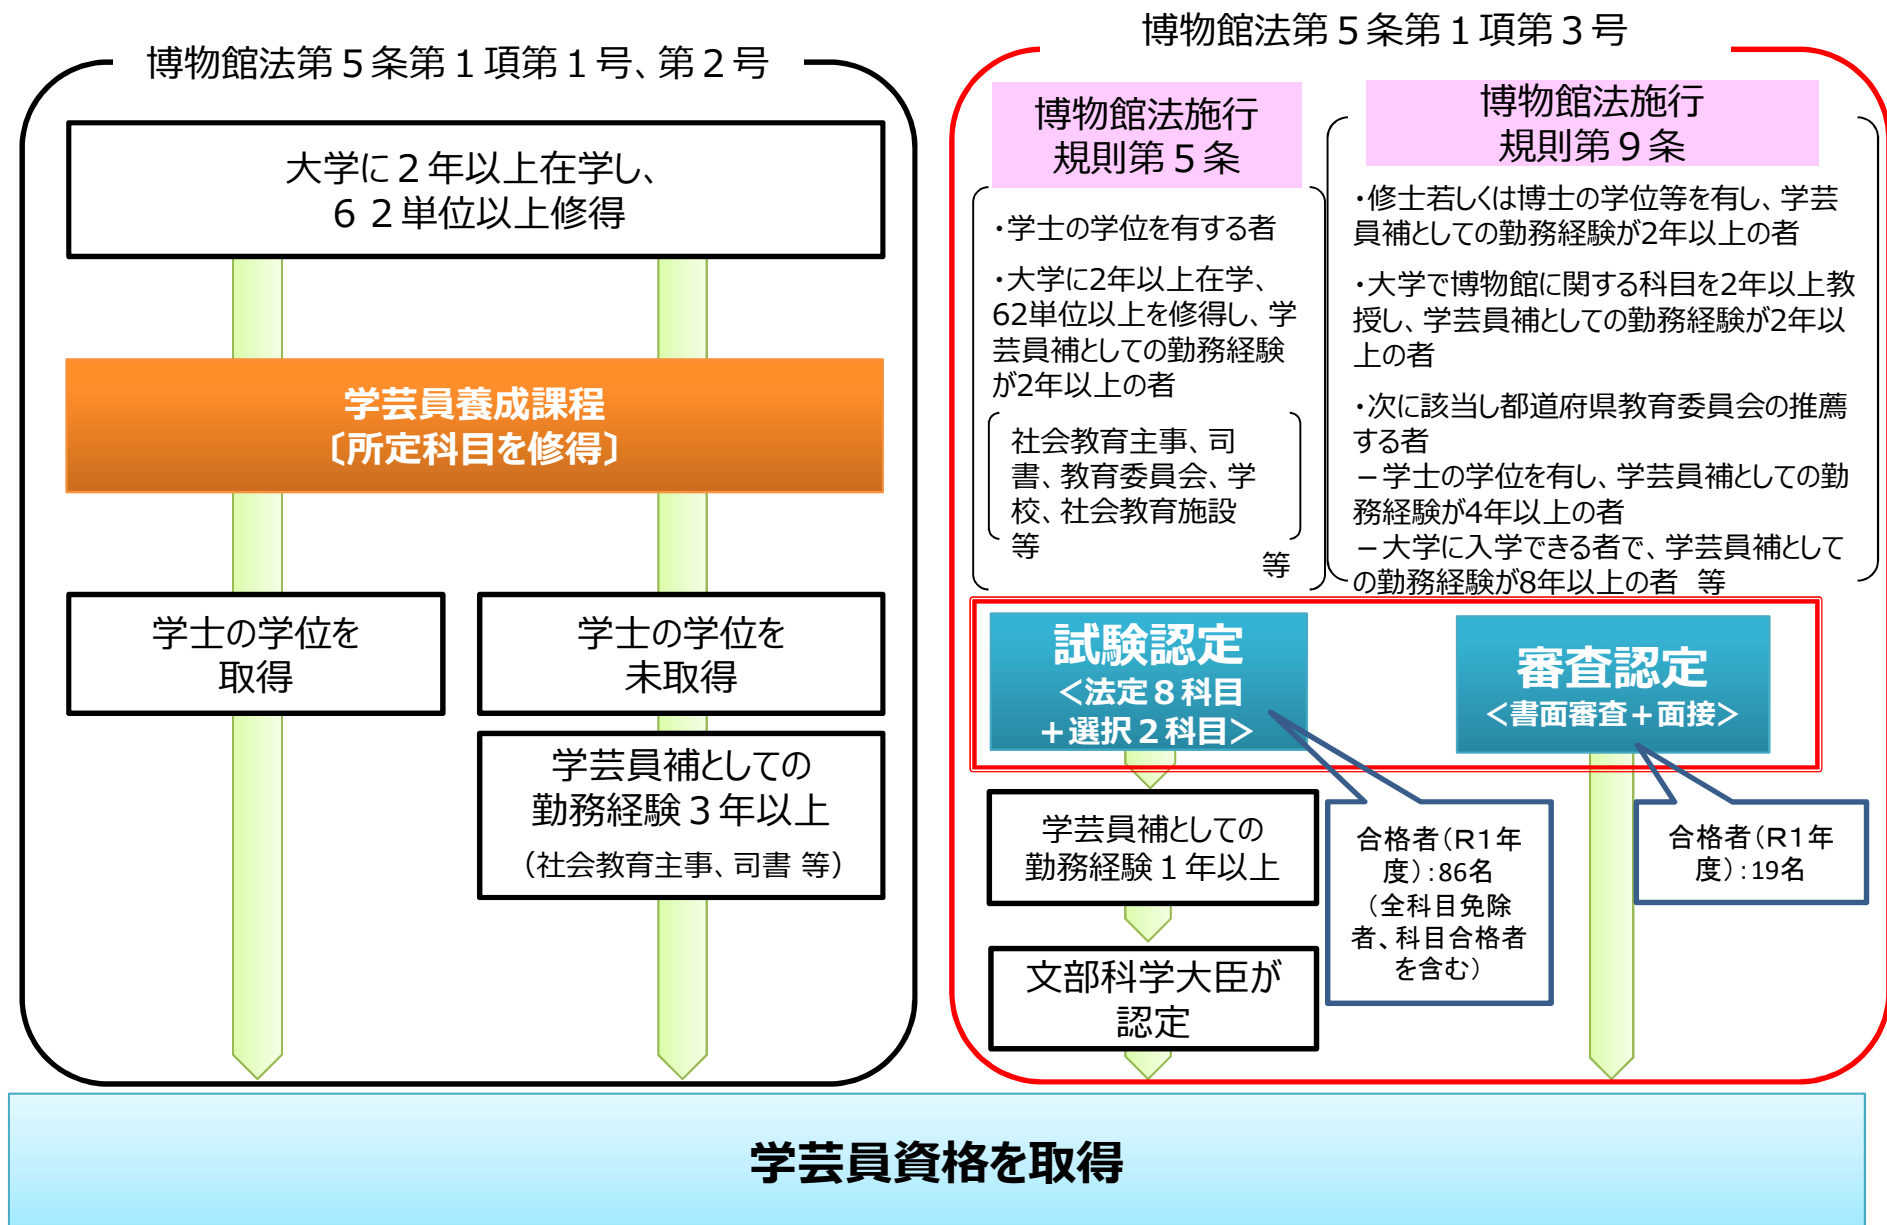 博物館法第５条第１項第１号、第２号
大学に２年以上在学し、
６２単位以上修得
学芸員養成課程
〔所定科目を修得〕
学士の学位を
取得
学士の学位を
未取得
学芸員補としての
勤務経験３年以上
（社会教育主事、司書 等）
博物館法第５条第１項第３号
博物館法施行
規則第５条
・学士の学位を有する者
・大学に2年以上在学、
62単位以上を修得し、学
芸員補としての勤務経験
が2年以上の者
社会教育主事、司
書、教育委員会、学
校、社会教育施設
等
等
博物館法施行
規則第９条
・修士若しくは博士の学位等を有し、学芸
員補としての勤務経験が2年以上の者
・大学で博物館に関する科目を2年以上教
授し、学芸員補としての勤務経験が2年以
上の者
・次に該当し都道府県教育委員会の推薦
する者
－学士の学位を有し、学芸員補としての勤
務経験が4年以上の者
－大学に入学できる者で、学芸員補として
の勤務経験が8年以上の者 等
試験認定
＜法定８科目
＋選択２科目＞
審査認定
＜書面審査＋面接＞
学芸員補としての
勤務経験１年以上
文部科学大臣が
認定
合格者（R１年
度）：86名
（全科目免除
者、科目合格者
を含む）
合格者（R１年
度）：19名
学芸員資格を取得